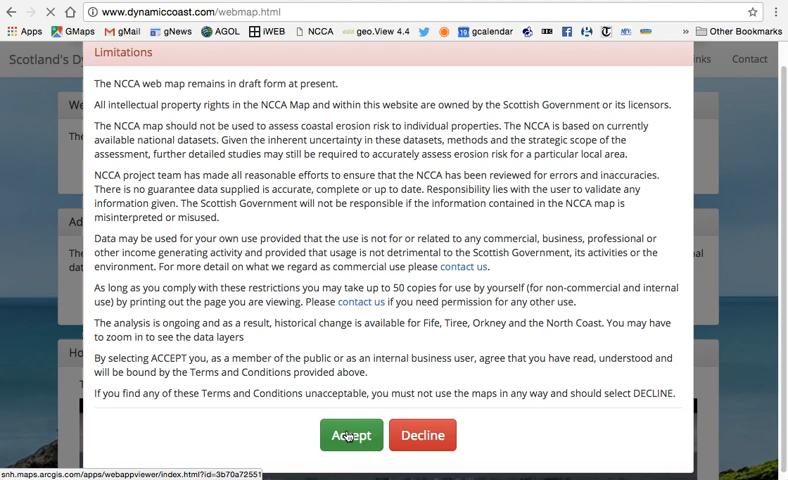 www.dynamiccoast.com/webmap.html
Apps GMaps gMail gNews AGOL iWEB NCCA geo.View 4.4 gcalendar » Other Bookmarks
Scotland's Dy
Limitations
inks Contact
The NCCA web map remains in draft form at present.
All intellectual property rights in the NCCA Map and within this website are owned by the Scottish Government or its licensors.
The NCCA map should not be used to assess coastal erosion risk to individual properties. The NCCA is based on currently
available national datasets. Given the inherent uncertainty in these datasets, methods and the strategic scope of the
assessment, further detailed studies may still be required to accurately assess erosion risk for a particular local area.
NCCA project team has made all reasonable efforts to ensure that the NCCA has been reviewed for errors and inaccuracies.
There is no guarantee data supplied is accurate, complete or up to date. Responsibility lies with the user to validate any
information given. The Scottish Government will not be responsible if the information contained in the NCCA map is
misinterpreted or misused.
Data may be used for your own use provided that the use is not for or related to any commercial, business, professional or
other income generating activity and provided that usage is not detrimental to the Scottish Government, its activities or the
environment. For more detail on what we regard as commercial use please contact us.
As long as you comply with these restrictions you may take up to 50 copies for use by yourself (for non-commercial and internal
use) by printing out the page you are viewing. Please contact us if you need permission for any other use.
The analysis is ongoing and as a result, historical change is available for Fife, Tiree, Orkney and the North Coast. You may have
to zoom in to see the data layers
By selecting ACCEPT you, as a member of the public or as an internal business user, agree that you have read, understood and
will be bound by the Terms and Conditions provided above.
If you find any of these Terms and Conditions unacceptable, you must not use the maps in any way and should select DECLINE.
Accept Decline
snh.maps.arcgis.com/apps/webappviewer/index.html?id=3b70a72551